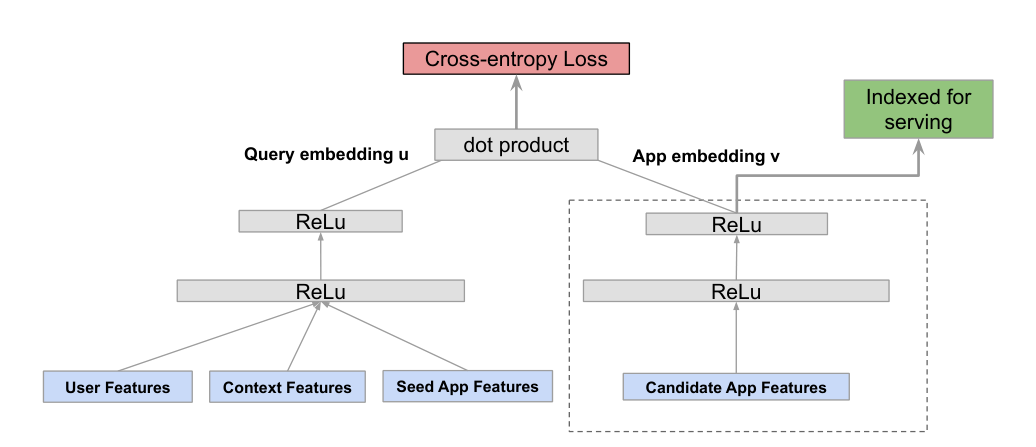 Cross-entropy Loss
Indexed for
serving
dot product
Query embedding u
App embedding v
ReLu
ReLu
ReLu
ReLu
User Features
Context Features
Seed App Features
Candidate App Features